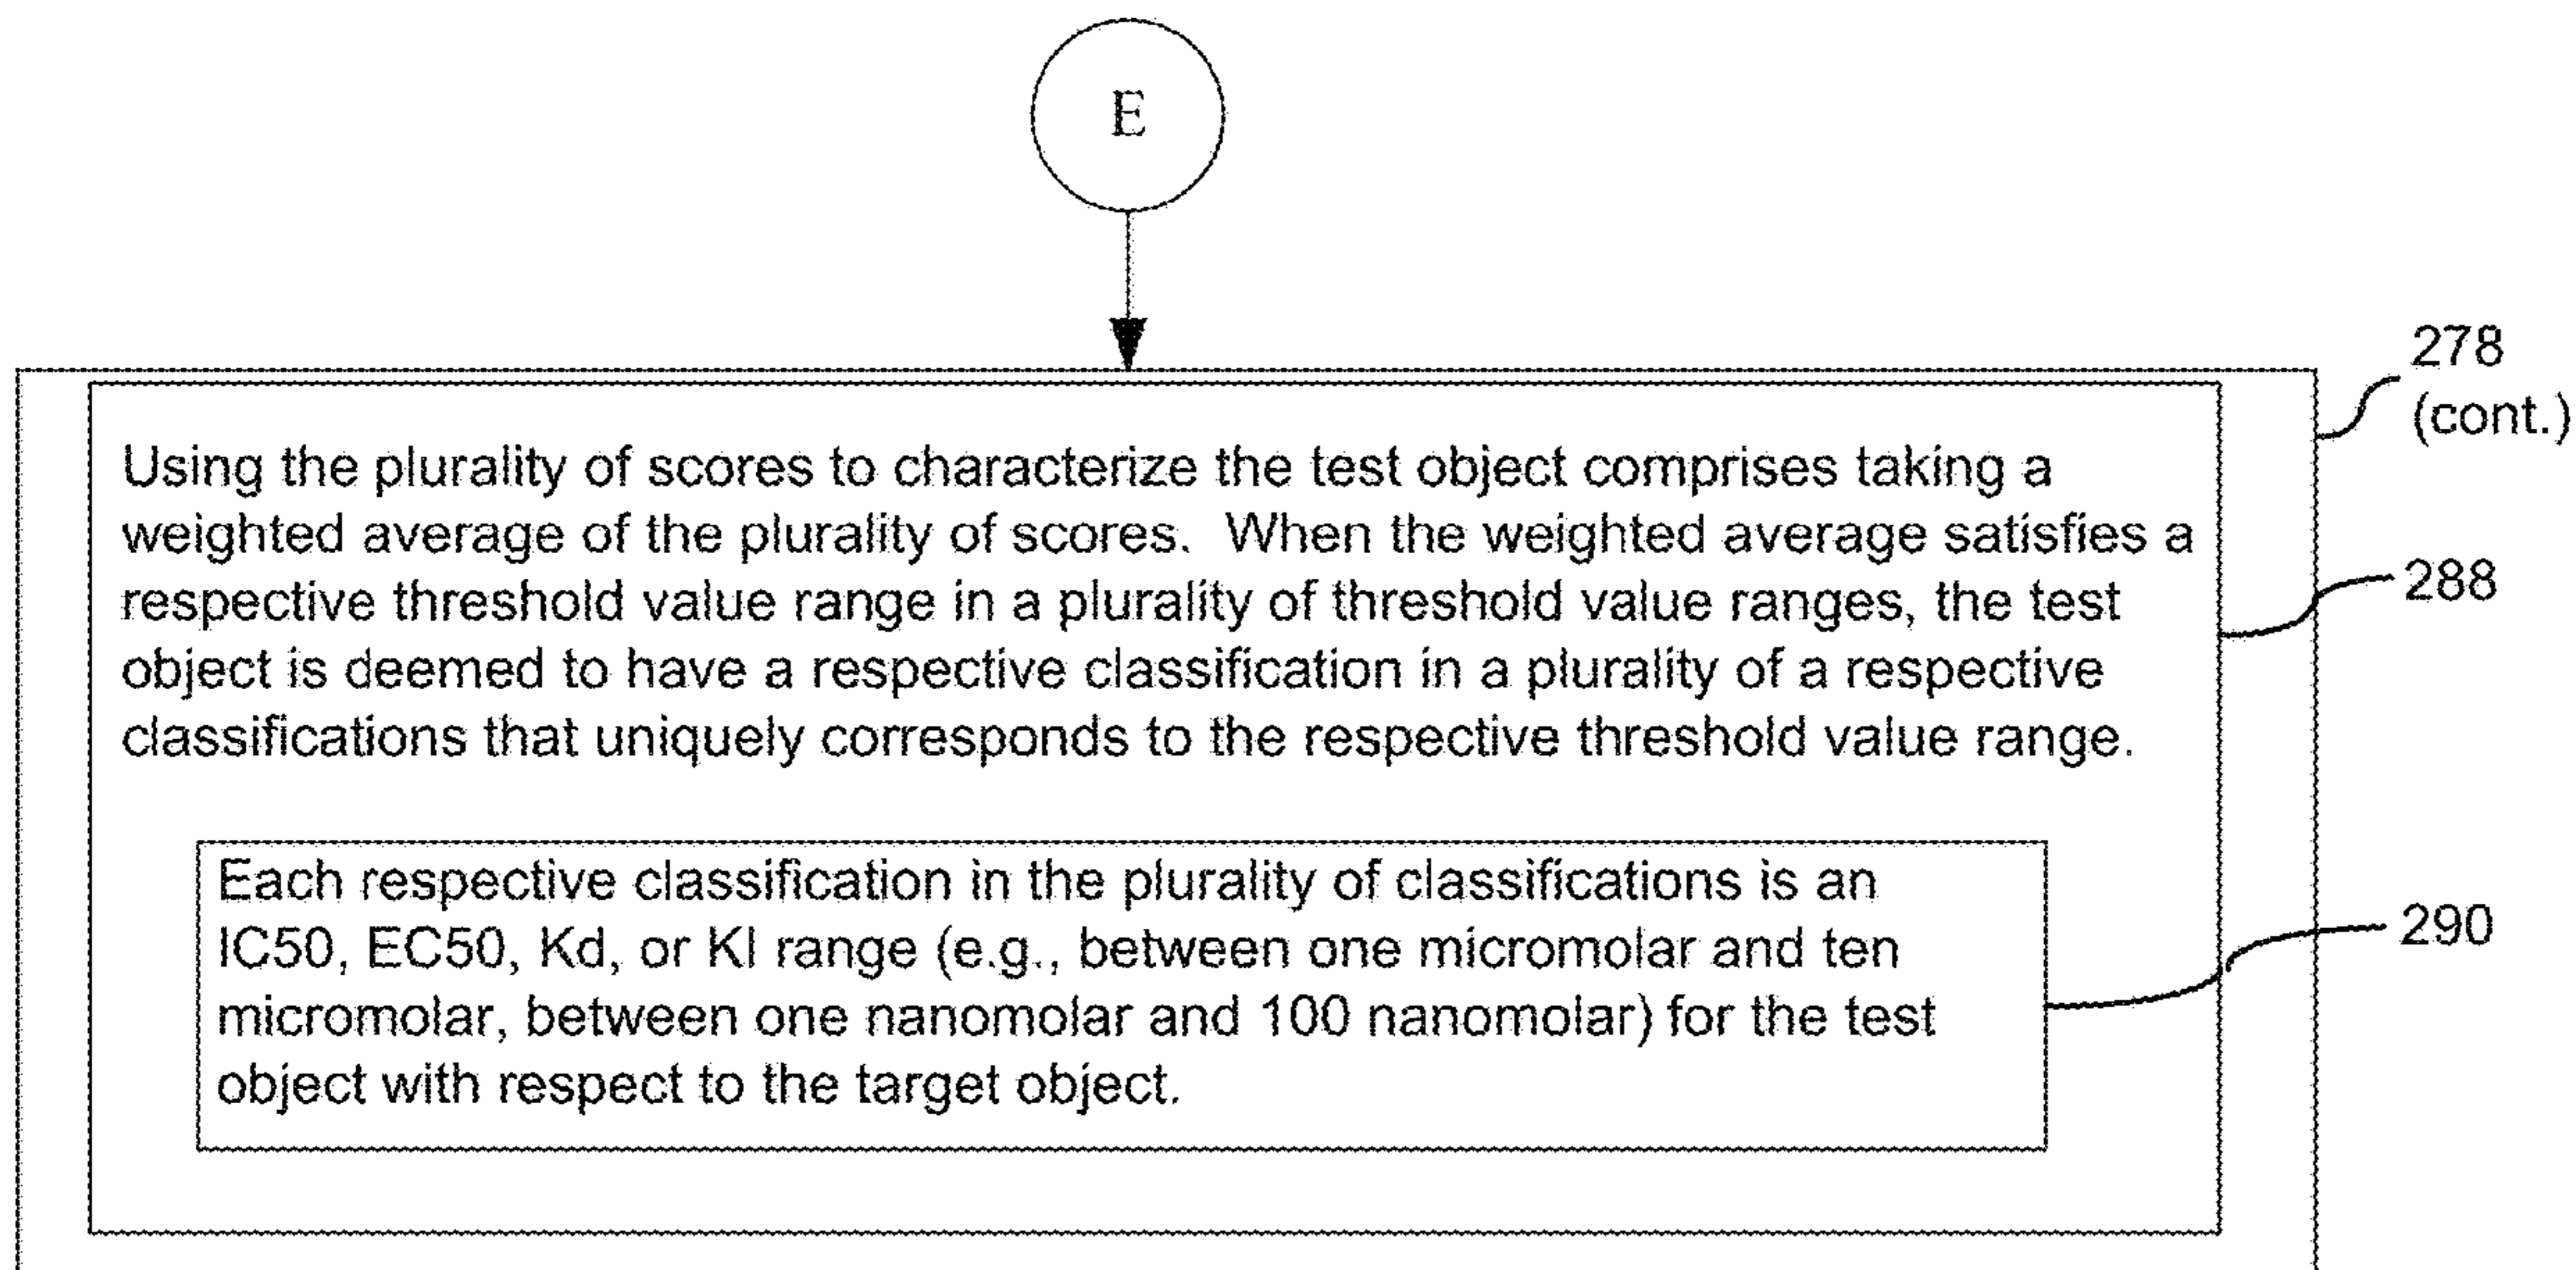 E
278
(cont.)
Using the plurality of scores to characterize the test object comprises taking a
weighted average of the plurality of scores.  When the weighted average satisfies a
respective threshold value range in a plurality of threshold value ranges, the test
object is deemed to have a respective classification in a plurality of a respective
classifications that uniquely corresponds to the respective threshold value range.
288
Each respective classification in the plurality of classifications is an
IC50, EC50, Kd, or KI range (e.g., between one micromolar and ten
micromolar, between one nanomolar and 100 nanomolar) for the test
object with respect to the target object.
290